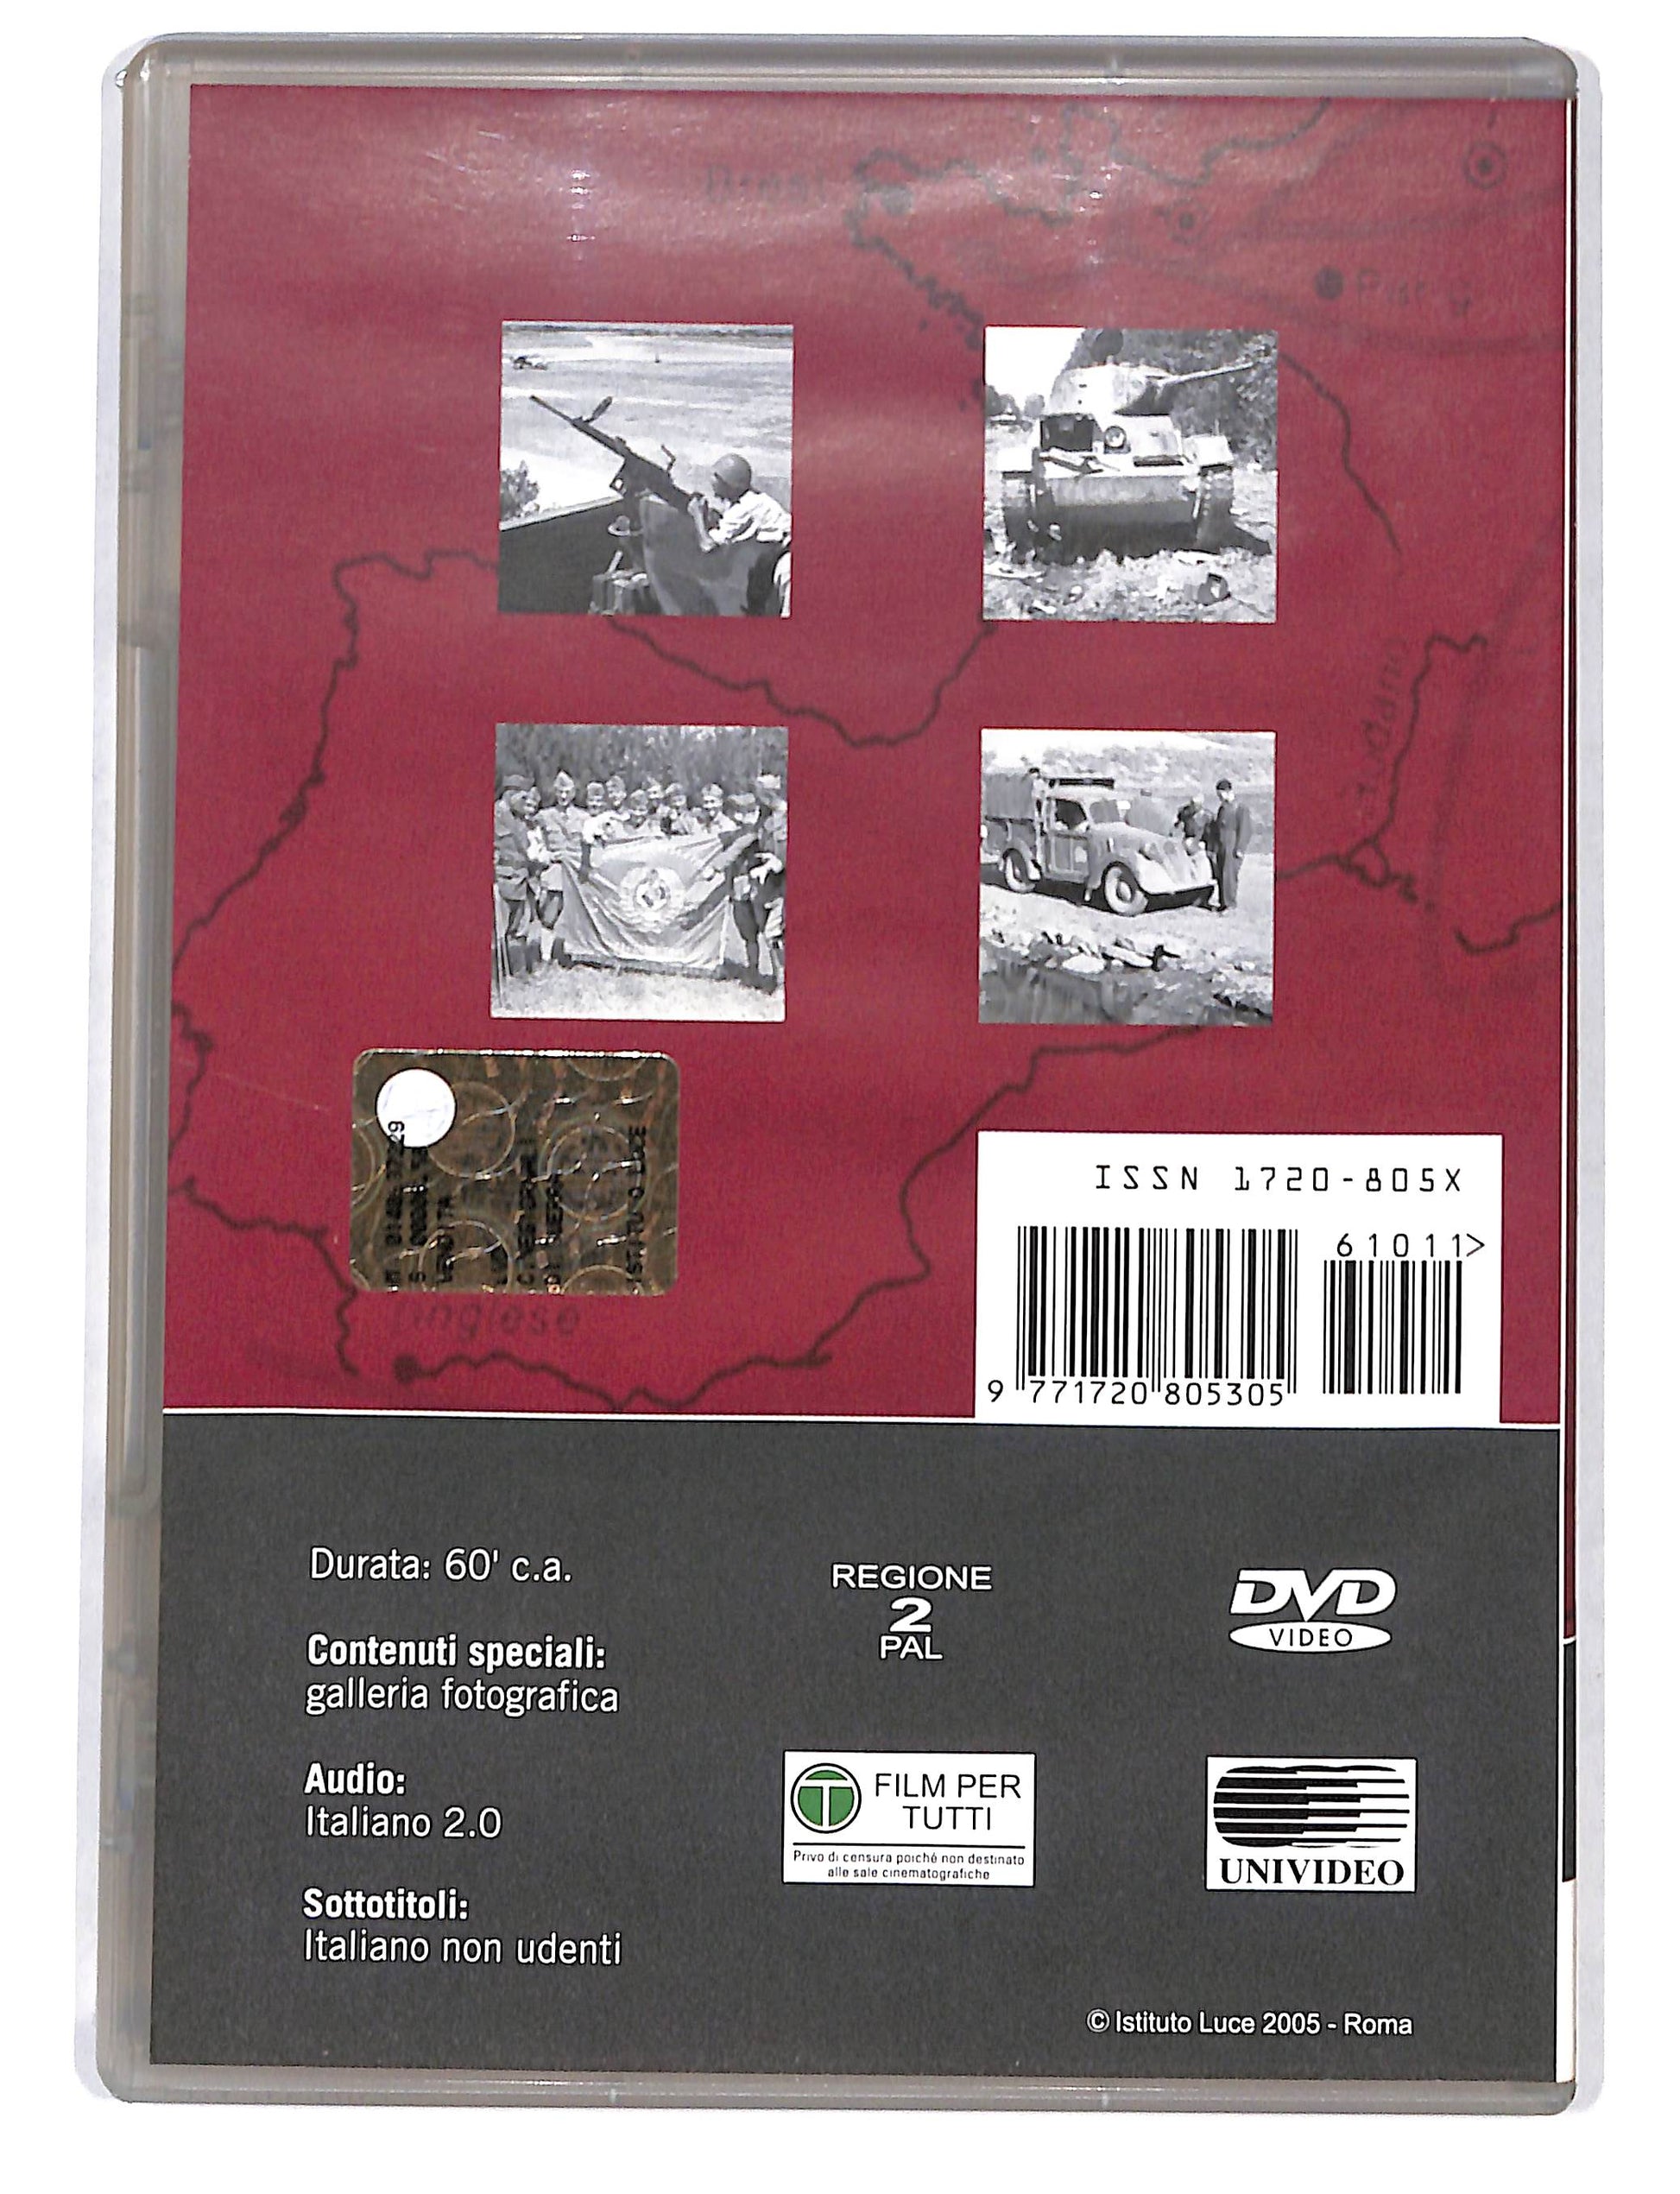 Brest
ISSN 1720-805X
61011>
9 771720 805305
inglese
Durata: 60' c.a.
Contenuti speciali:
galleria fotografica
Audio:
Italiano 2.0
Sottotitoli:
Italiano non udenti
REGIONE
2
PAL
DVD
VIDEO
FILM PER
TUTTI
Privo di censura poiché non destinato
alle sale cinematografiche
UNIVIDEO
© Istituto Luce 2005 - Roma